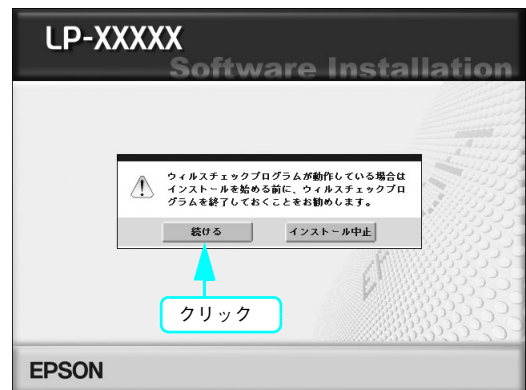 LP-XXXXX
Software Installation
ウィルスチェックプログラムが動作している場合は
インストールを始める前に、ウィルスチェックプロ
グラムを終了しておくことをお勧めします。
続ける
インストール中止
クリック
EPSON